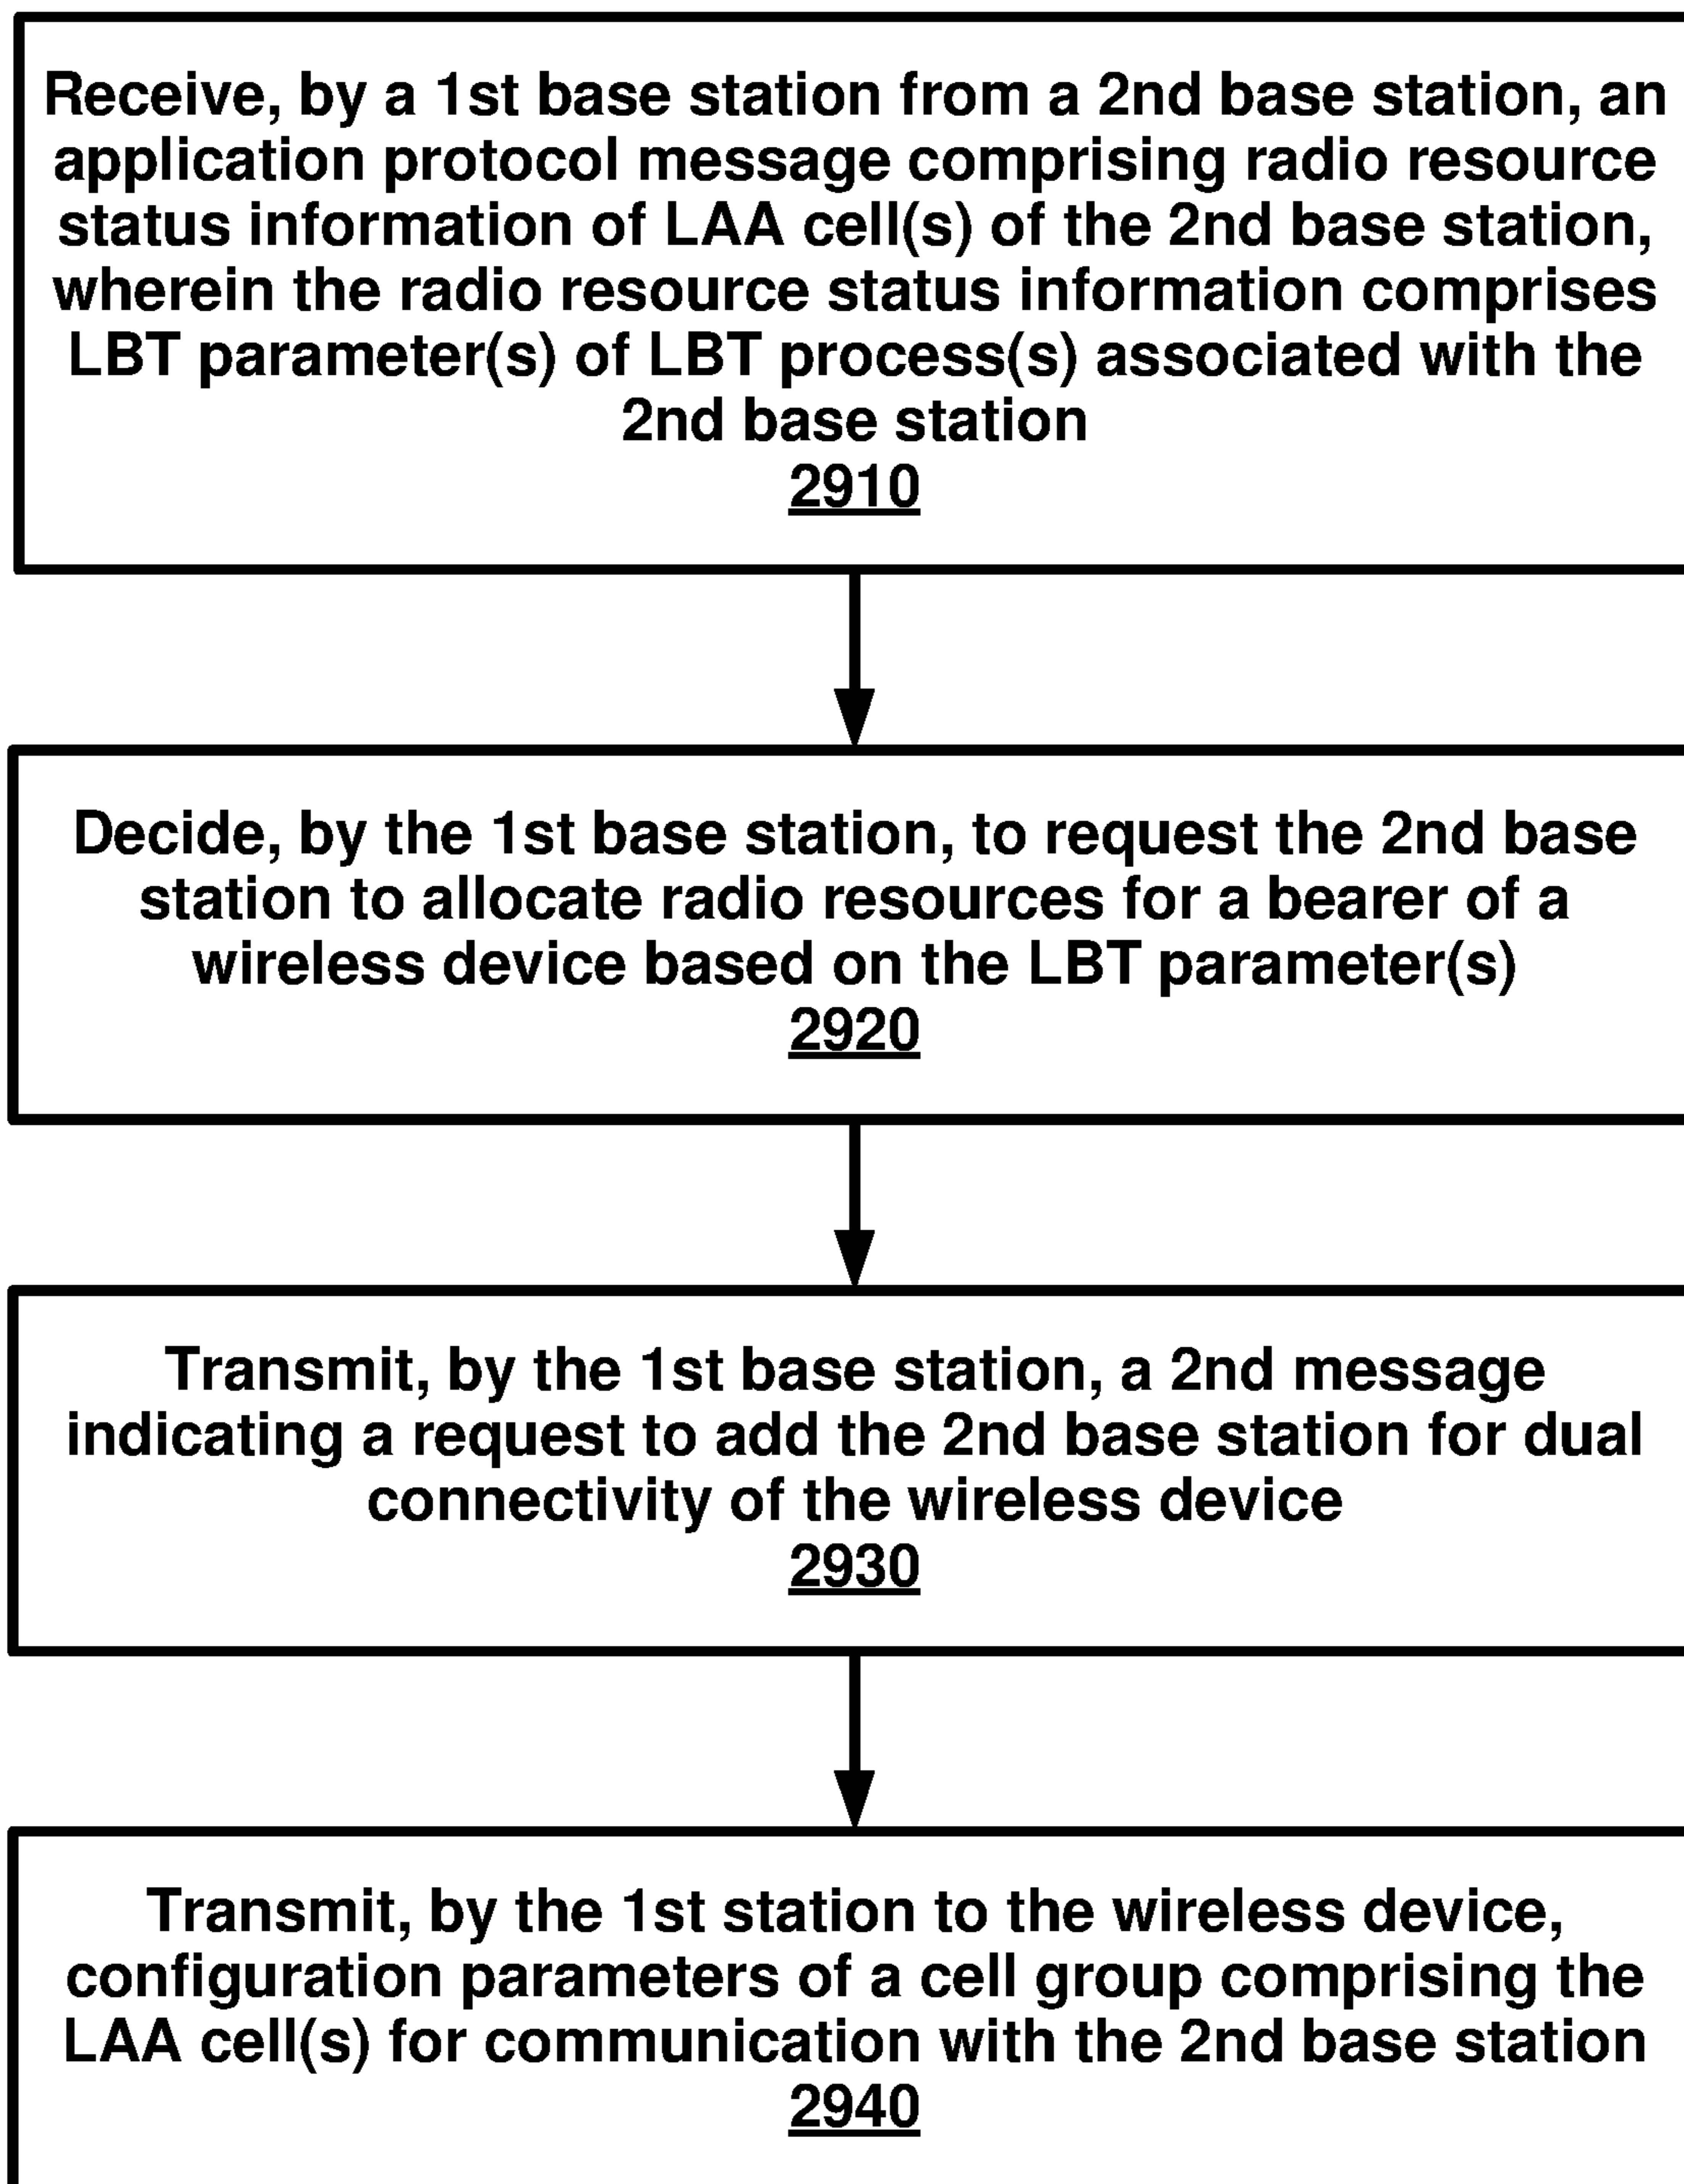 Receive, by a 1st base station from a 2nd base station, an
application protocol message comprising radio resource
status information of LAA cell(s) of the 2nd base station,
wherein the radio resource status information comprises
LBT parameter(s) of LBT process(s) associated with the
2nd base station
2910
Decide, by the 1st base station, to request the 2nd base
station to allocate radio resources for a bearer of a
wireless device based on the LBT parameter(s)
2920
Transmit, by the 1st base station, a 2nd message
indicating a request to add the 2nd base station for dual
connectivity of the wireless device
2930
Transmit, by the 1st station to the wireless device,
configuration parameters of a cell group comprising the
LAA cell(s) for communication with the 2nd base station
2940